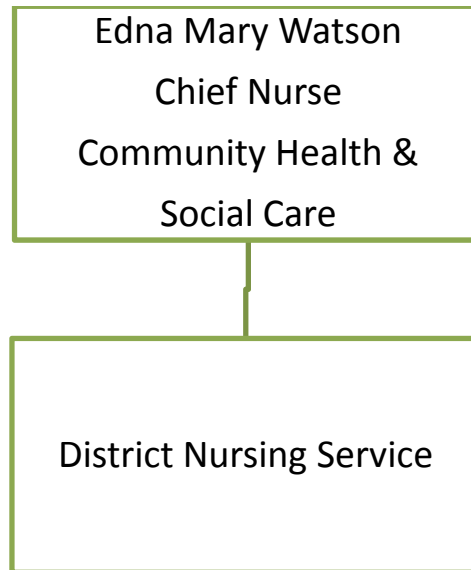 Edna Mary Watson
Chief Nurse
Community Health &
Social Care
District Nursing Service